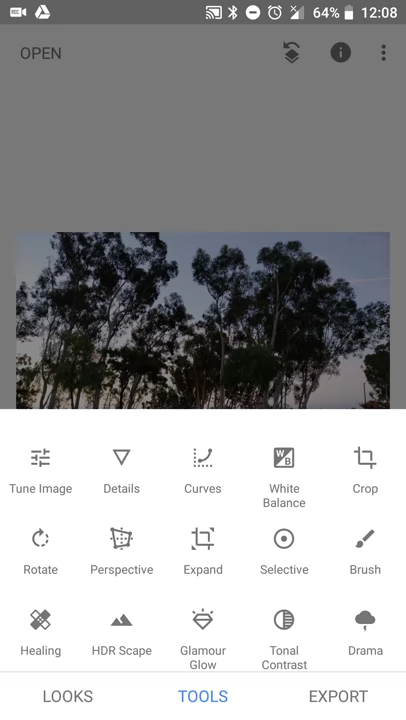 64% 12:08
OPEN
Tune Image Details Curves White Balance Crop
Rotate Perspective Expand Selective Brush
Healing HDR Scape Glamour Glow Tonal Contrast Drama
LOOKS TOOLS EXPORT